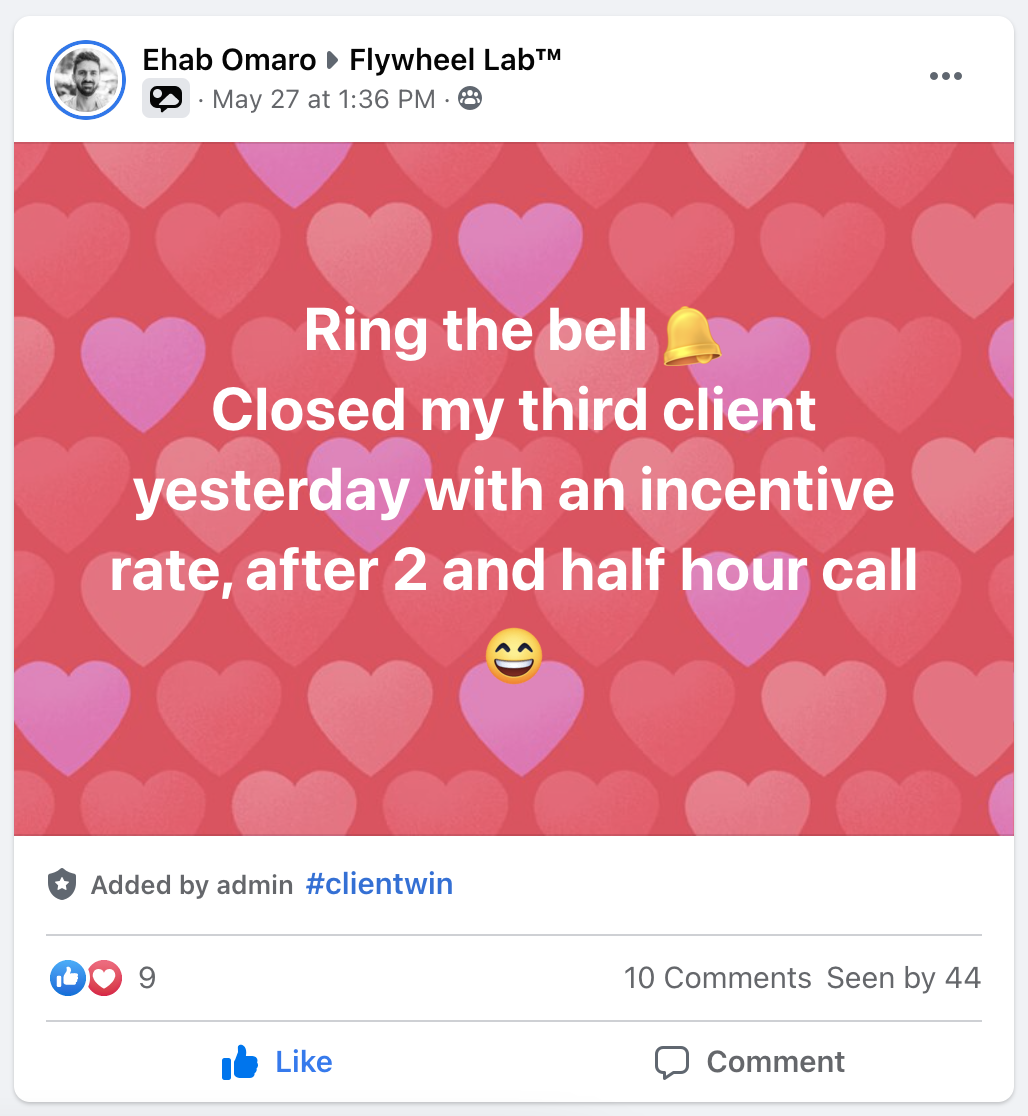 Ehab Omaro ▸ Flywheel Lab™
· May 27 at 1:36 PM ·
Ring the bell 🔔
Closed my third client
yesterday with an incentive
rate, after 2 and half hour call
😄
Added by admin #clientwin
9 10 Comments Seen by 44
Like Comment